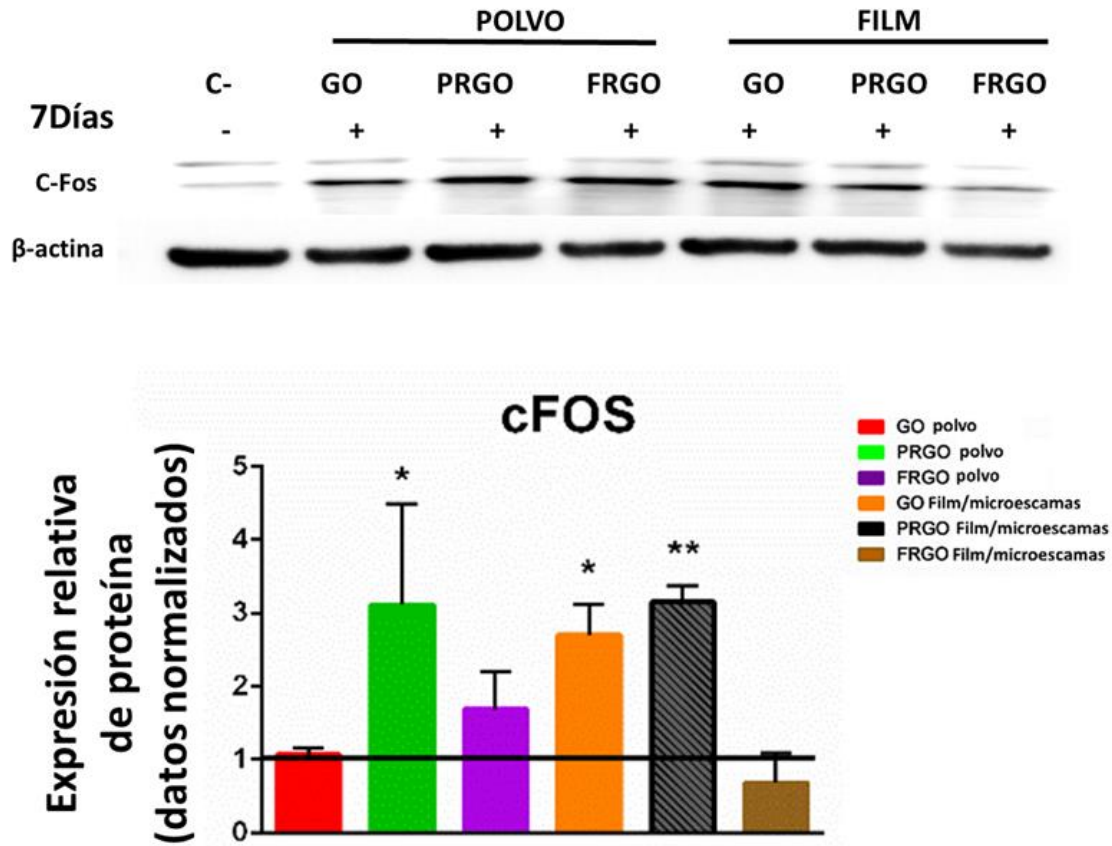 POLVO FILM
C- GO PRGO FRGO GO PRGO FRGO
7Días - + + + + + +
C-Fos
β-actina
cFOS
Expresión relativa
de proteína
(datos normalizados)
5
4
3
2
1
0
*
*
**
GO polvo
PRGO polvo
FRGO polvo
GO Film/microescamas
PRGO Film/microescamas
FRGO Film/microescamas